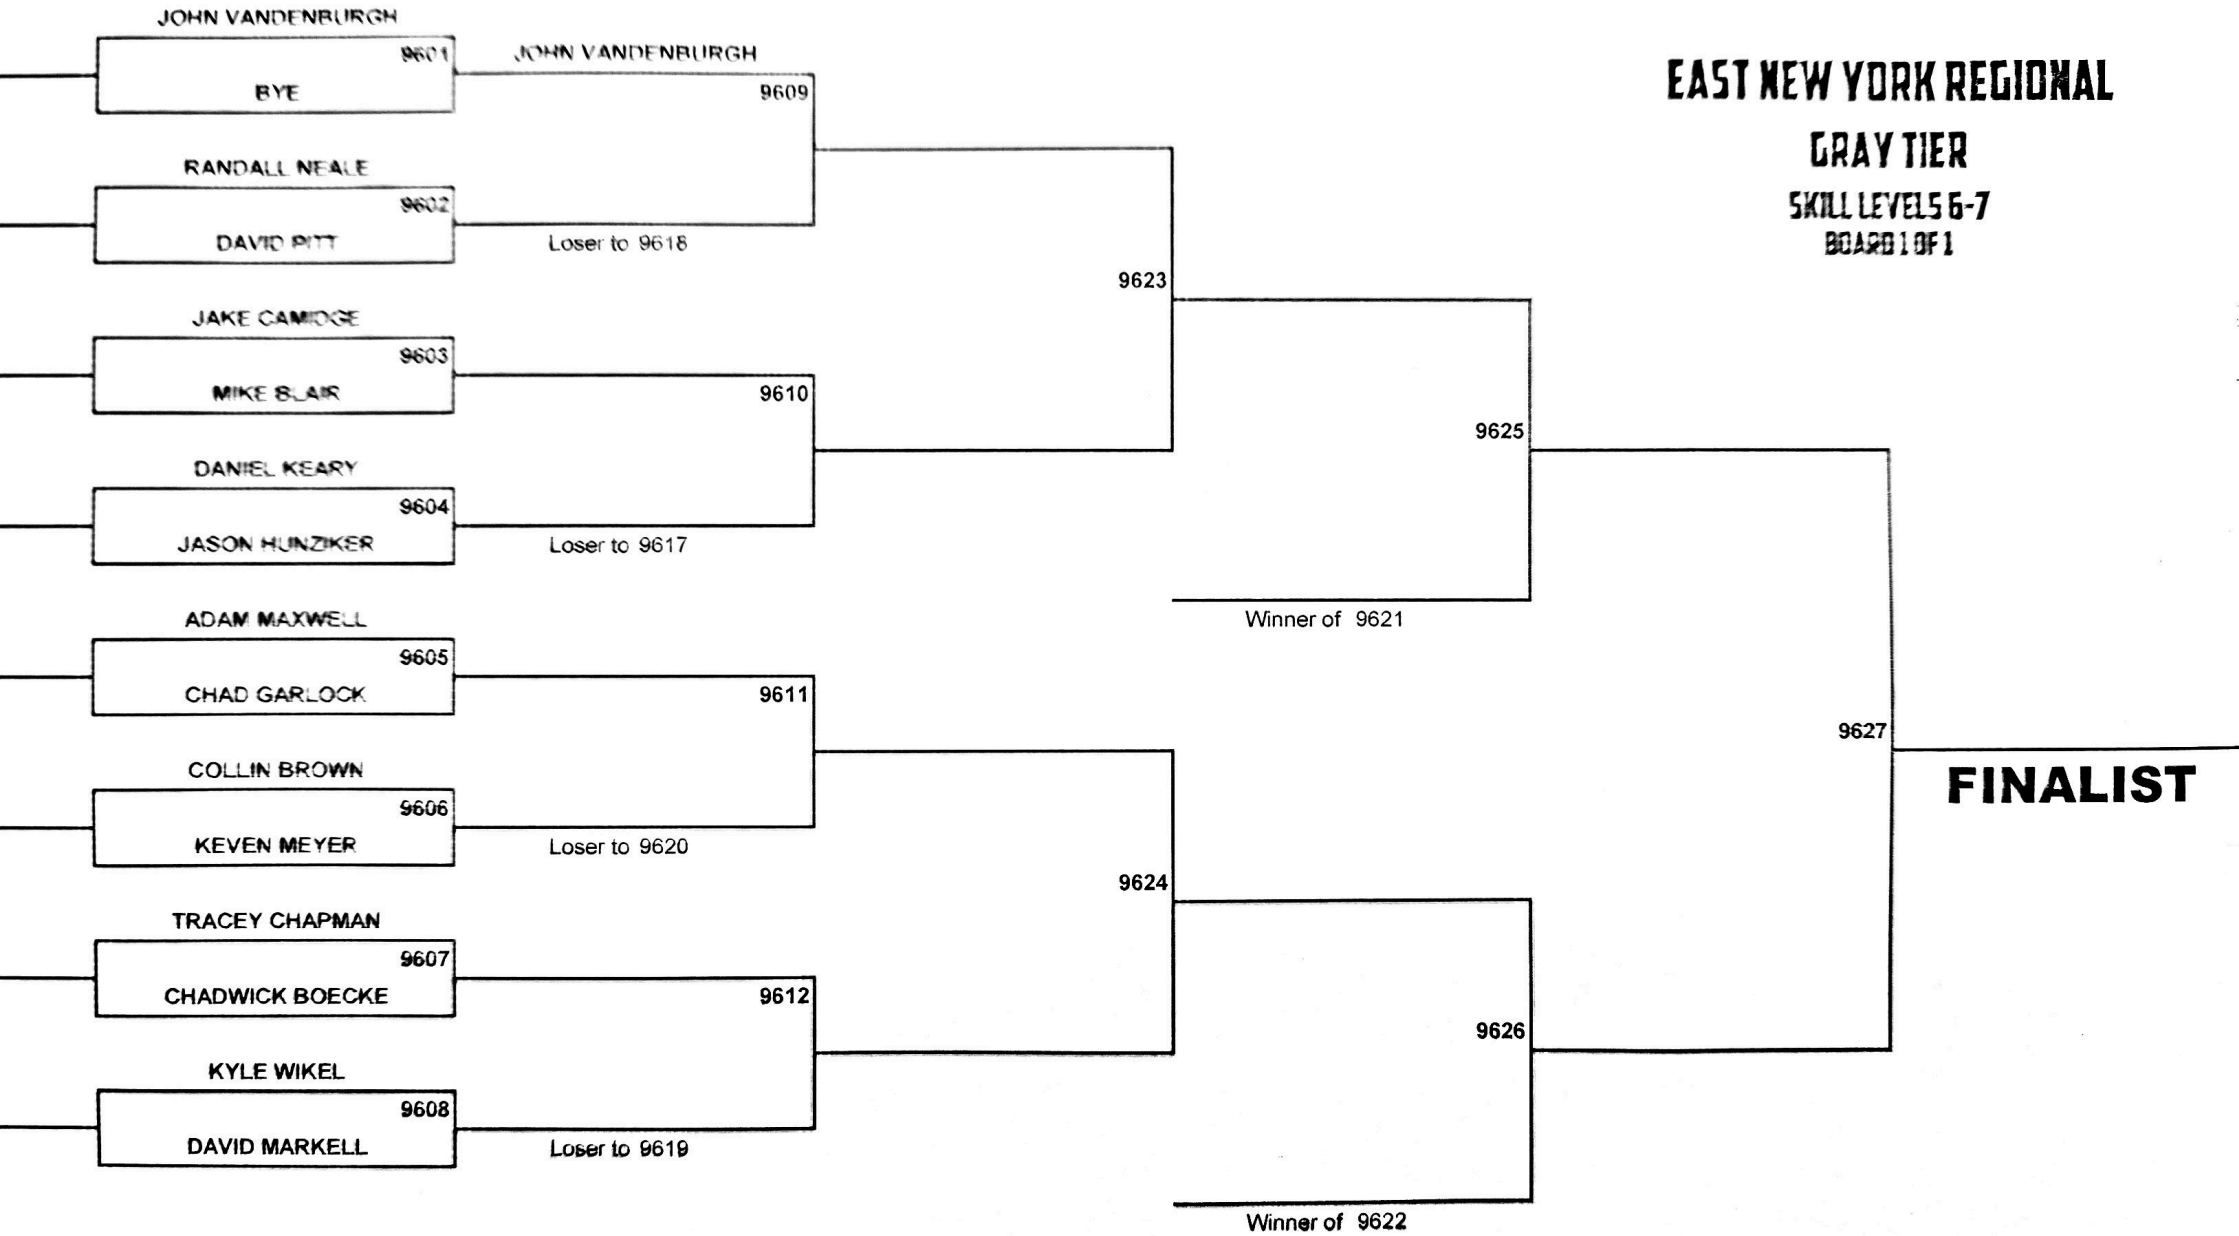 EAST NEW YORK REGIONAL
GRAY TIER
SKILL LEVELS 6-7
BOARD 1 OF 1
JOHN VANDENBURGH
9601
BYE
JOHN VANDENBURGH
9609
RANDALL NEALE
9602
DAVID PITT
Loser to 9618
9623
JAKE CAMIDGE
9603
MIKE BLAIR
9610
9625
DANIEL KEARY
9604
JASON HUNZIKER
Loser to 9617
Winner of 9621
ADAM MAXWELL
9605
CHAD GARLOCK
9611
9627
FINALIST
COLLIN BROWN
9606
KEVEN MEYER
Loser to 9620
9624
TRACEY CHAPMAN
9607
CHADWICK BOECKE
9612
9626
KYLE WIKEL
9608
DAVID MARKELL
Loser to 9619
Winner of 9622